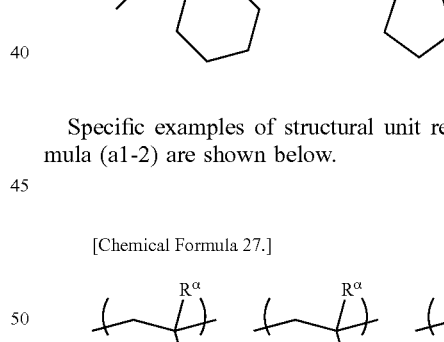 40
Specific examples of structural unit
mula (a1-2) are shown below.
45
[Chemical Formula 27.]
Rα Rα
50